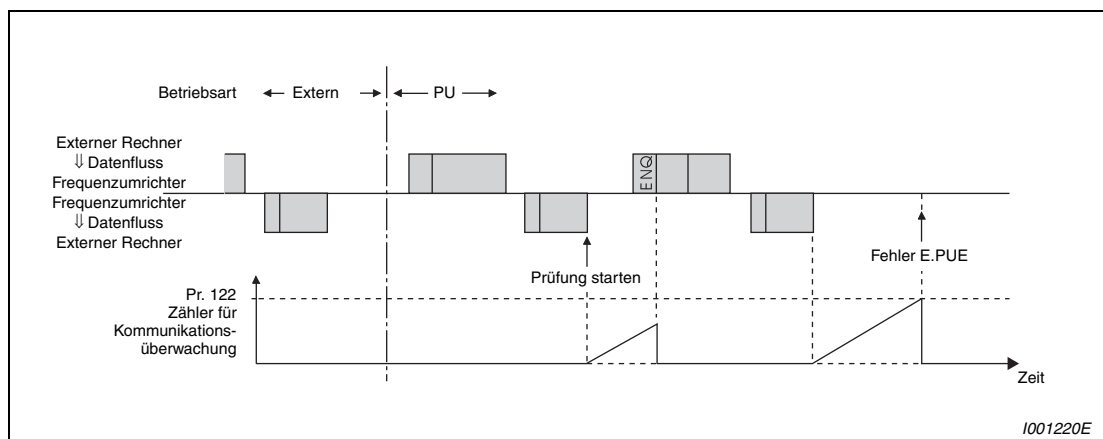 Betriebsart
Extern
PU
Externer Rechner
⇓ Datenfluss
Frequenzumrichter
Frequenzumrichter
⇓ Datenfluss
Externer Rechner
ENQ
Prüfung starten
Fehler E.PUE
Pr. 122
Zähler für
Kommunikations-
überwachung
Zeit
I001220E